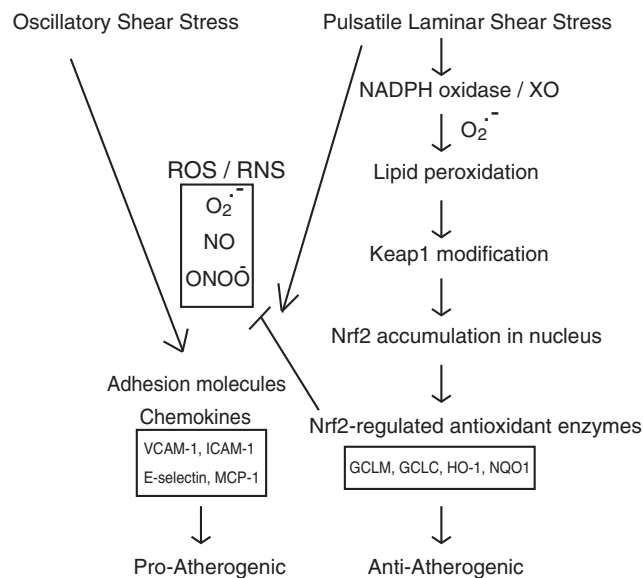 Oscillatory Shear Stress
Pulsatile Laminar Shear Stress
NADPH oxidase / XO
O2·-
Lipid peroxidation
ROS / RNS
O2·-
NO
ONOO-
Keap1 modification
Nrf2 accumulation in nucleus
Adhesion molecules
Chemokines
VCAM-1, ICAM-1
E-selectin, MCP-1
Nrf2-regulated antioxidant enzymes
GCLM, GCLC, HO-1, NQO1
Pro-Atherogenic
Anti-Atherogenic